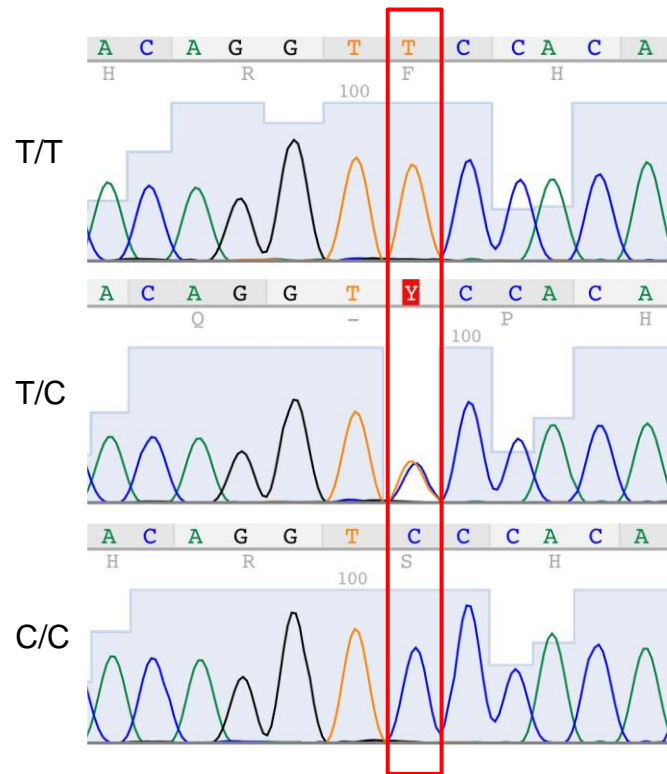 A C A G G T T C C A C A
H R F H
100
T/T
A C A G G T Y C C A C A
Q - P H
100
T/C
A C A G G T C C C A C A
H R S H
100
C/C